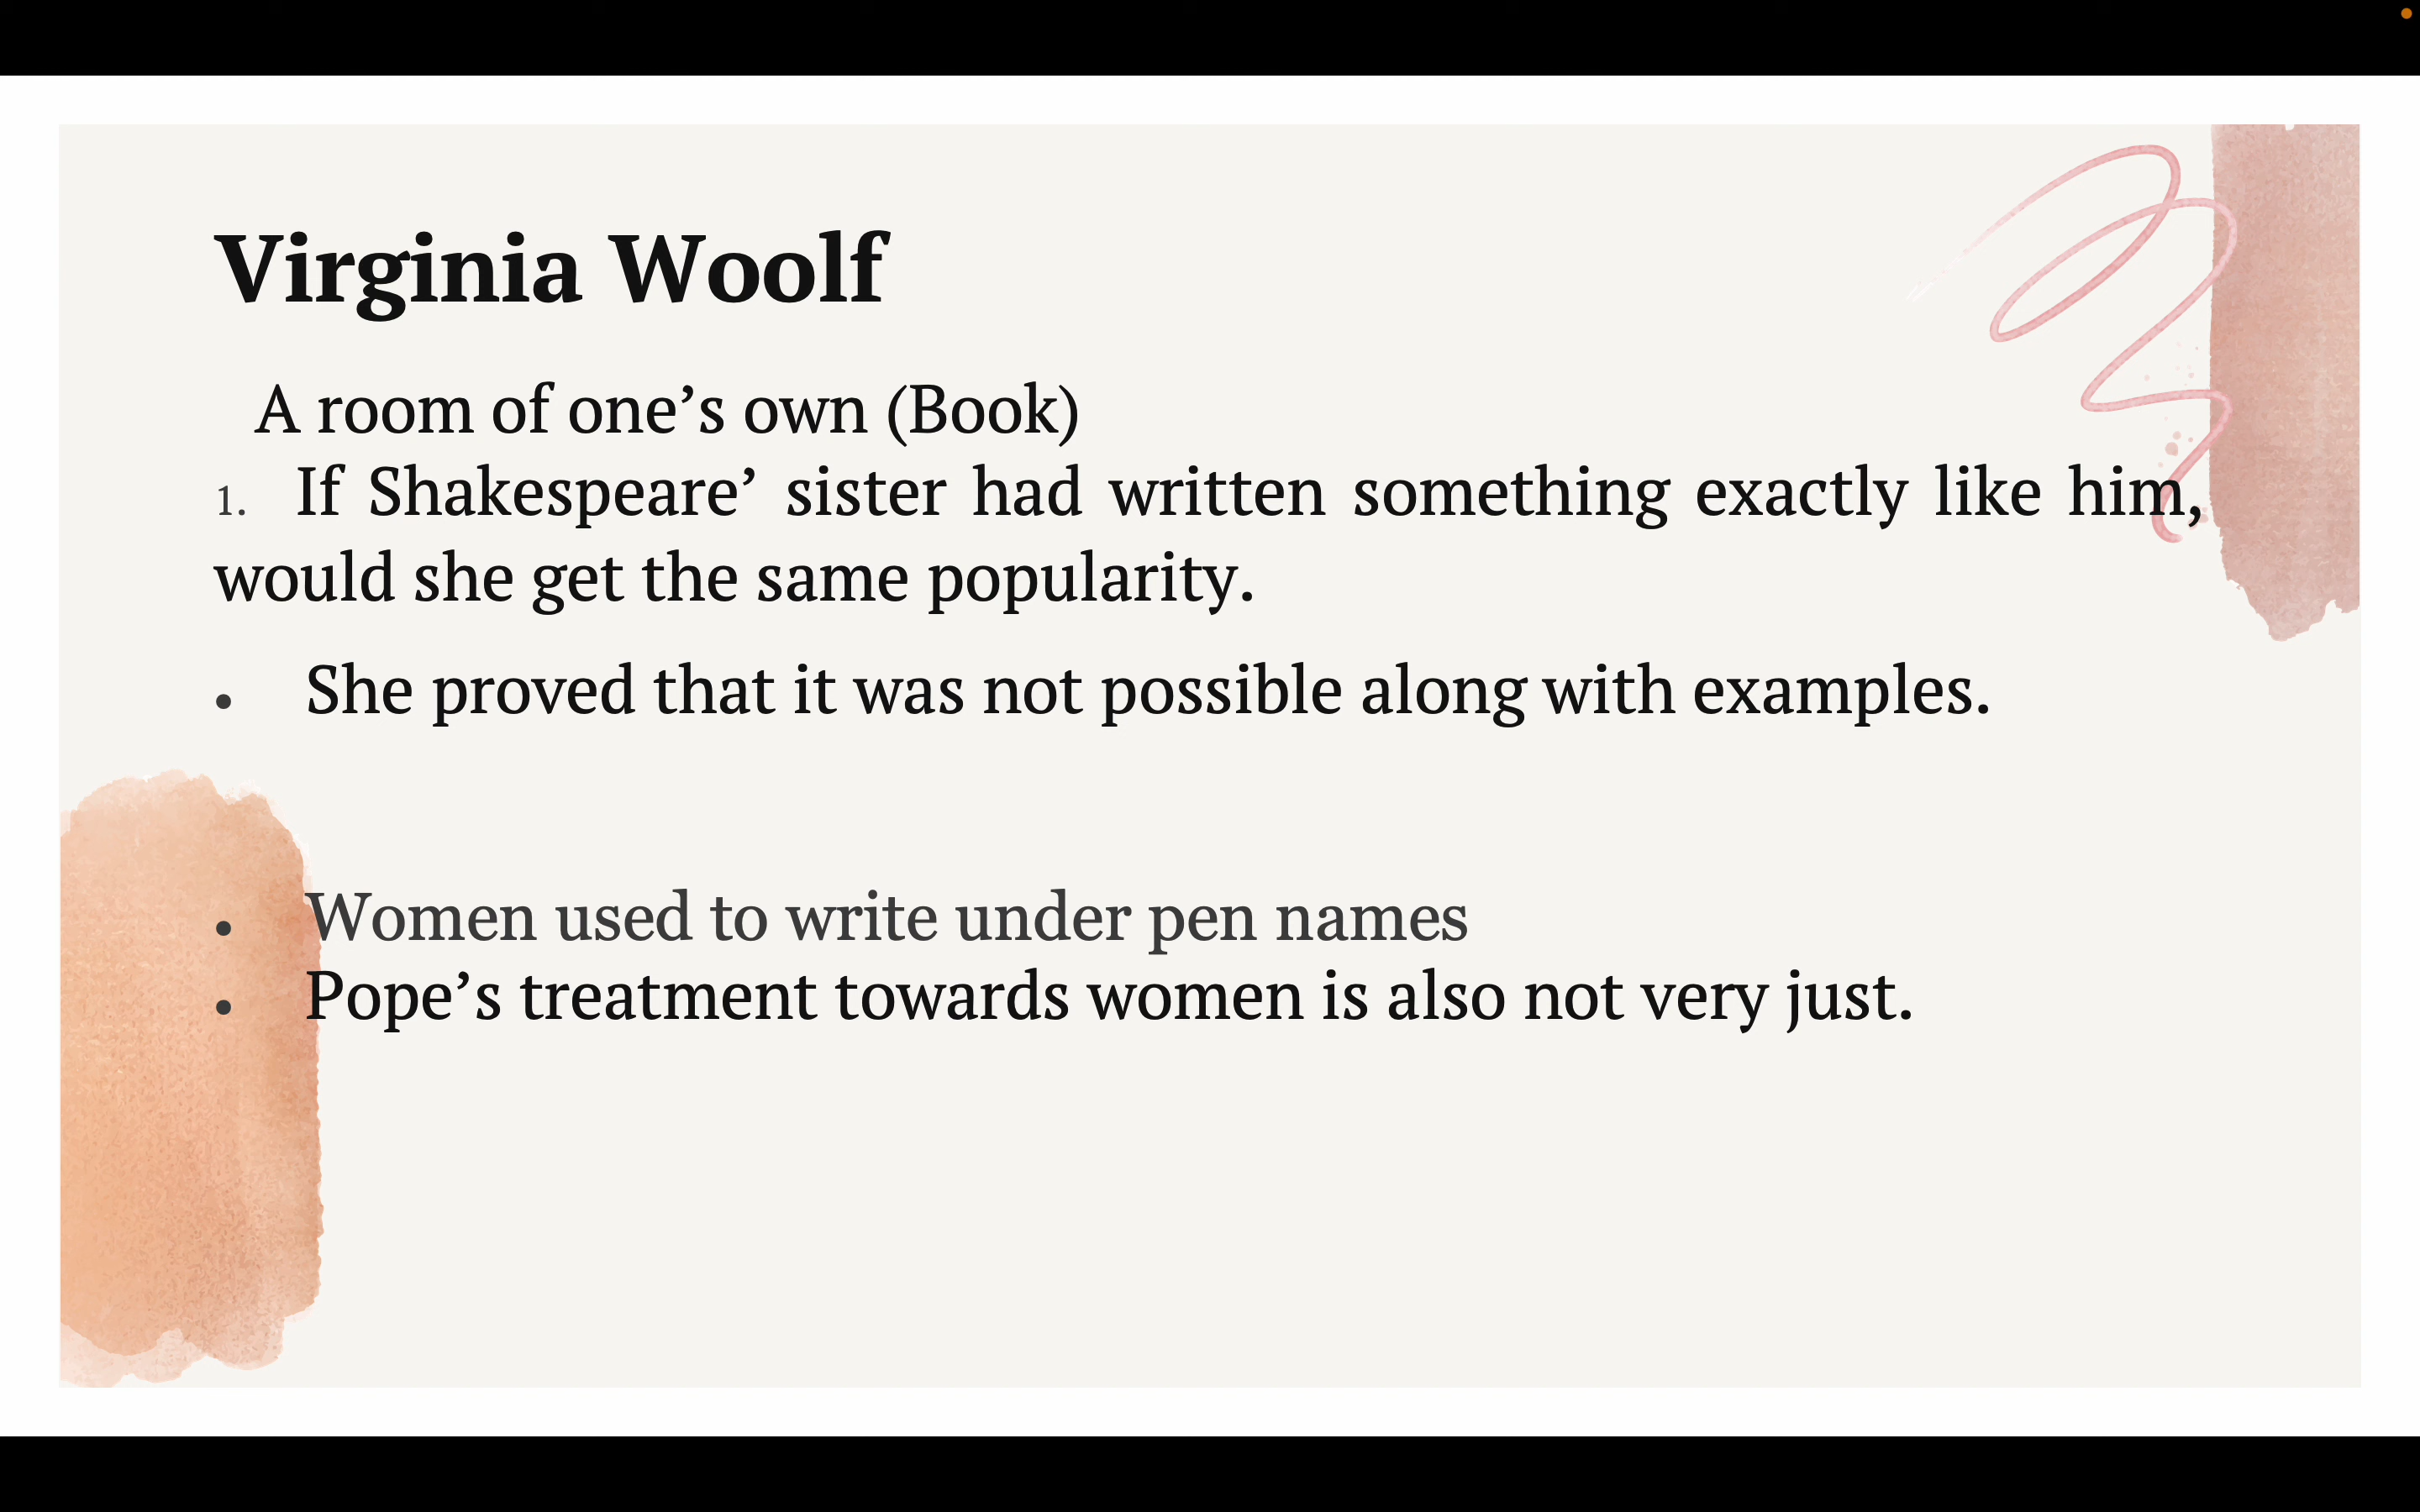 Virginia Woolf
A room of one’s own (Book)
1. If Shakespeare’ sister had written something exactly like him,
would she get the same popularity.
• She proved that it was not possible along with examples.
• Women used to write under pen names
• Pope’s treatment towards women is also not very just.